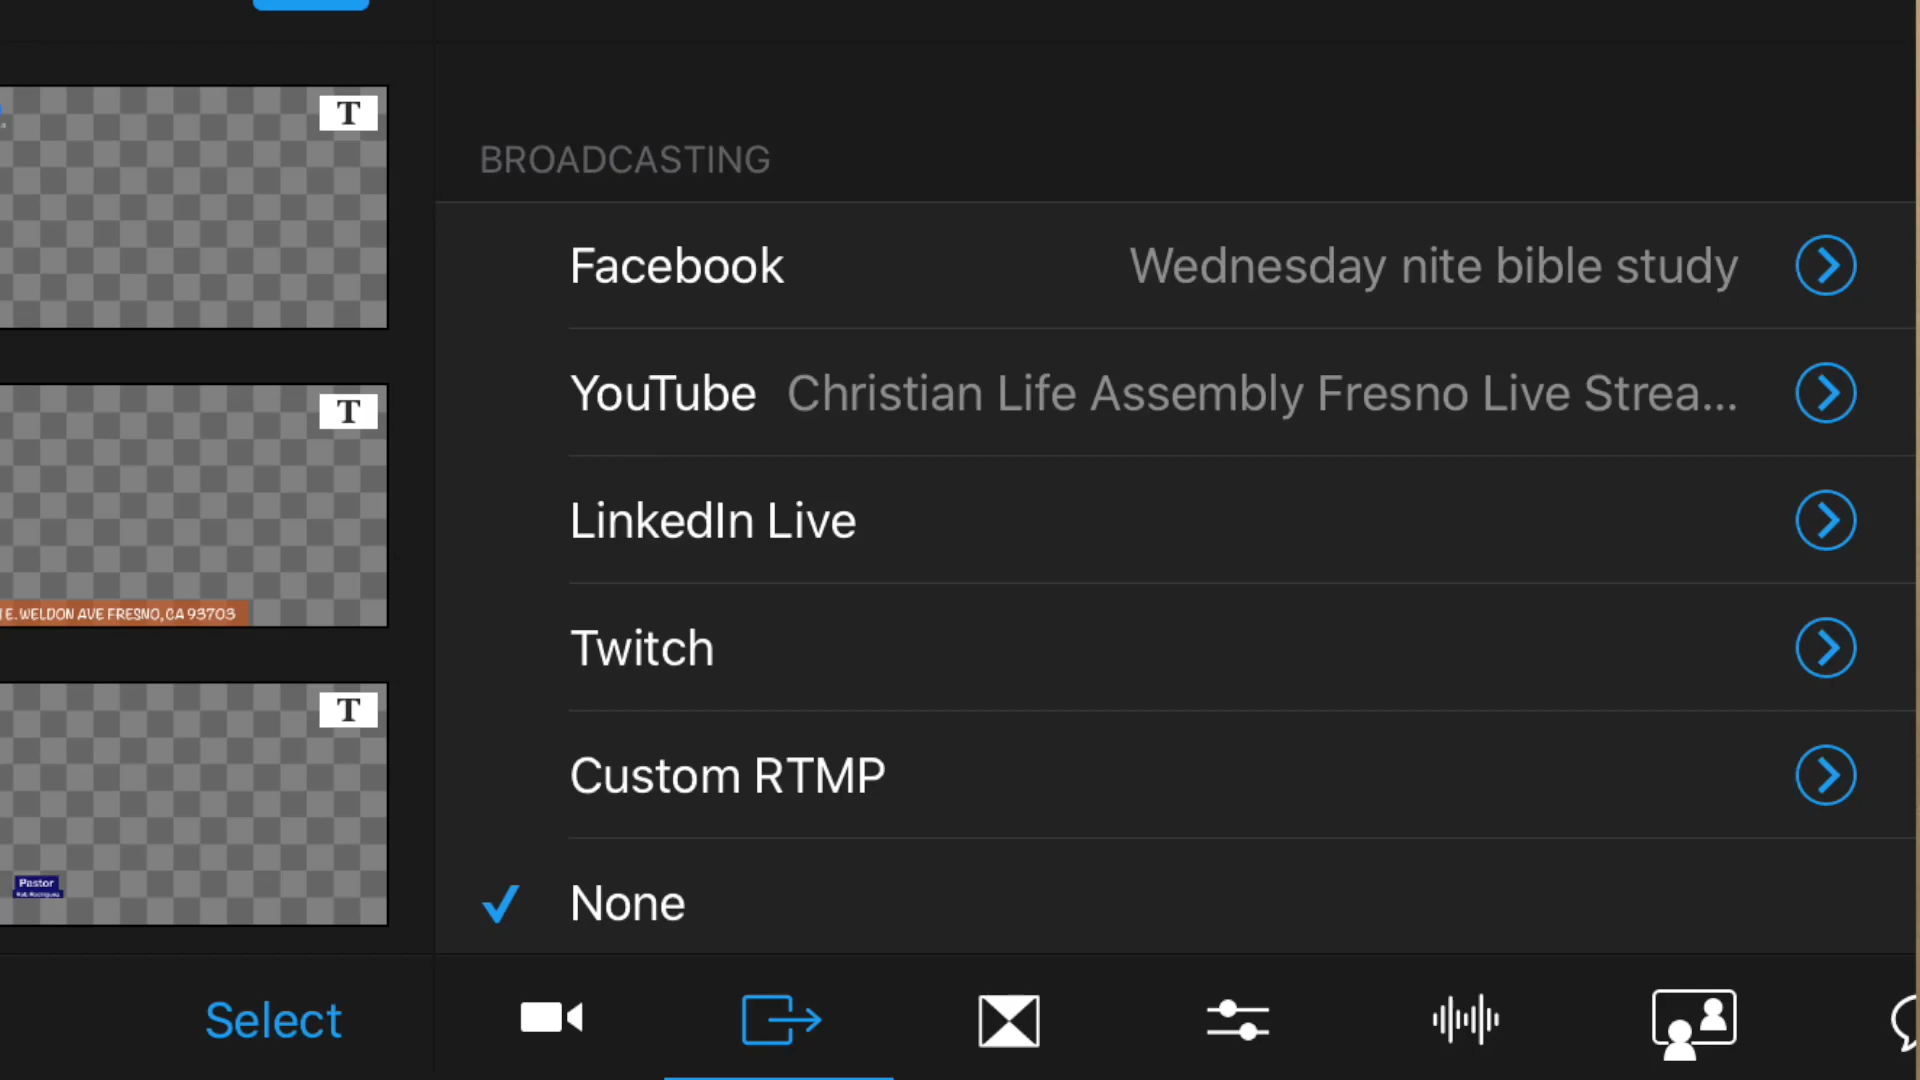 T
BROADCASTING
Facebook Wednesday nite bible study
YouTube Christian Life Assembly Fresno Live Strea...
LinkedIn Live
T
E. WELDON AVE FRESNO, CA 93703
Twitch
T
Custom RTMP
Pastor
None
Select